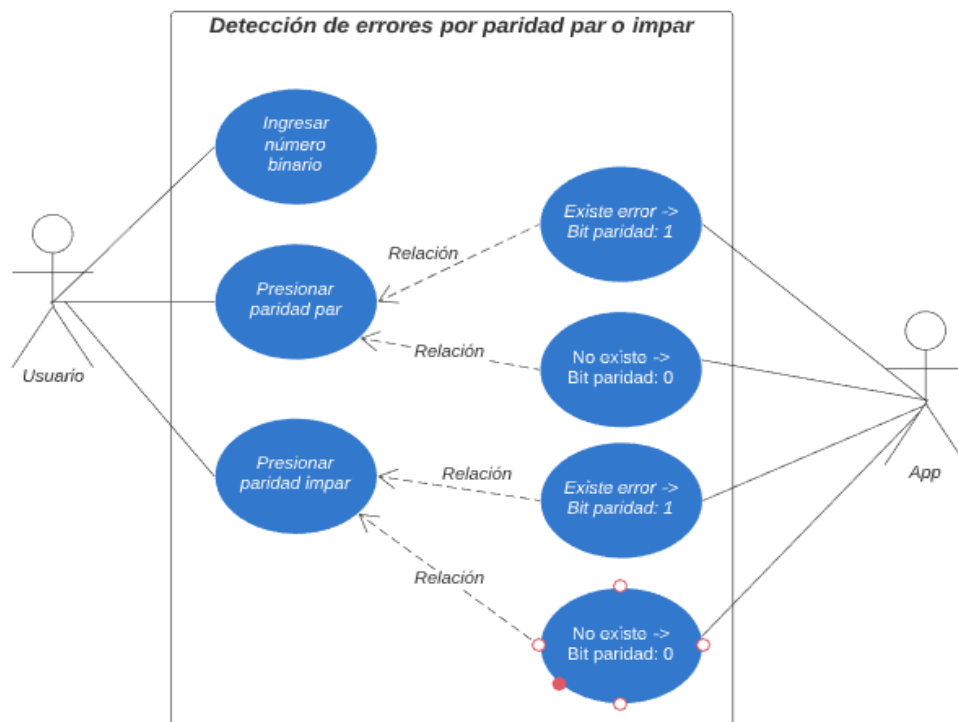 Detección de errores por paridad par o impar
Ingresar
número
binario
Existe error ->
Bit paridad: 1
Relación
Presionar
paridad par
Relación
No existe ->
Bit paridad: 0
Usuario
Presionar
paridad impar
Relación
Existe error ->
Bit paridad: 1
App
Relación
No existe ->
Bit paridad: 0